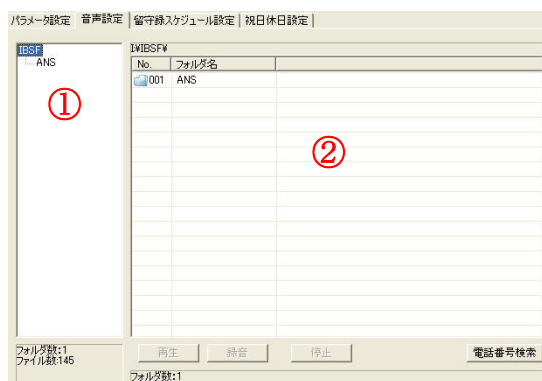 パラメータ設定 音声設定 留守録スケジュール設定 祝日休日設定
IBSF
ANS
①
I¥IBSF¥
No. フォルダ名
001 ANS
②
フォルダ数:1
ファイル数:145
再生 録音 停止 電話番号検索
フォルダ数:1